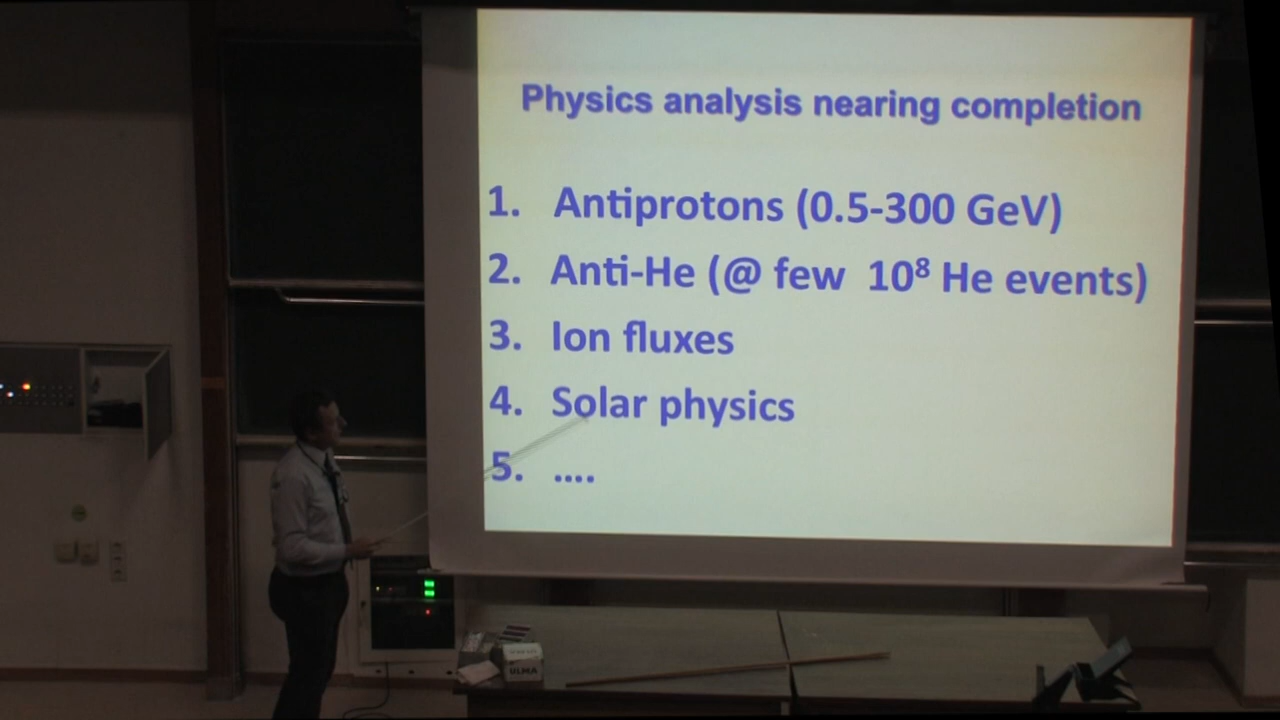 Physics analysis nearing completion
1. Antiprotons (0.5-300 GeV)
2. Anti-He (@ few 10⁸ He events)
3. Ion fluxes
4. Solar physics
5. ....
ULMA